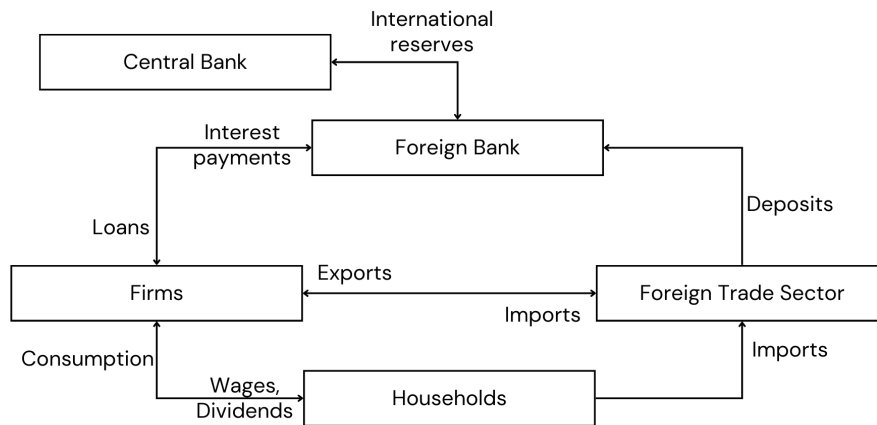 International
reserves
Central Bank
Interest
payments
Foreign Bank
Deposits
Loans
Exports
Firms
Foreign Trade Sector
Imports
Consumption
Imports
Wages,
Dividends
Households